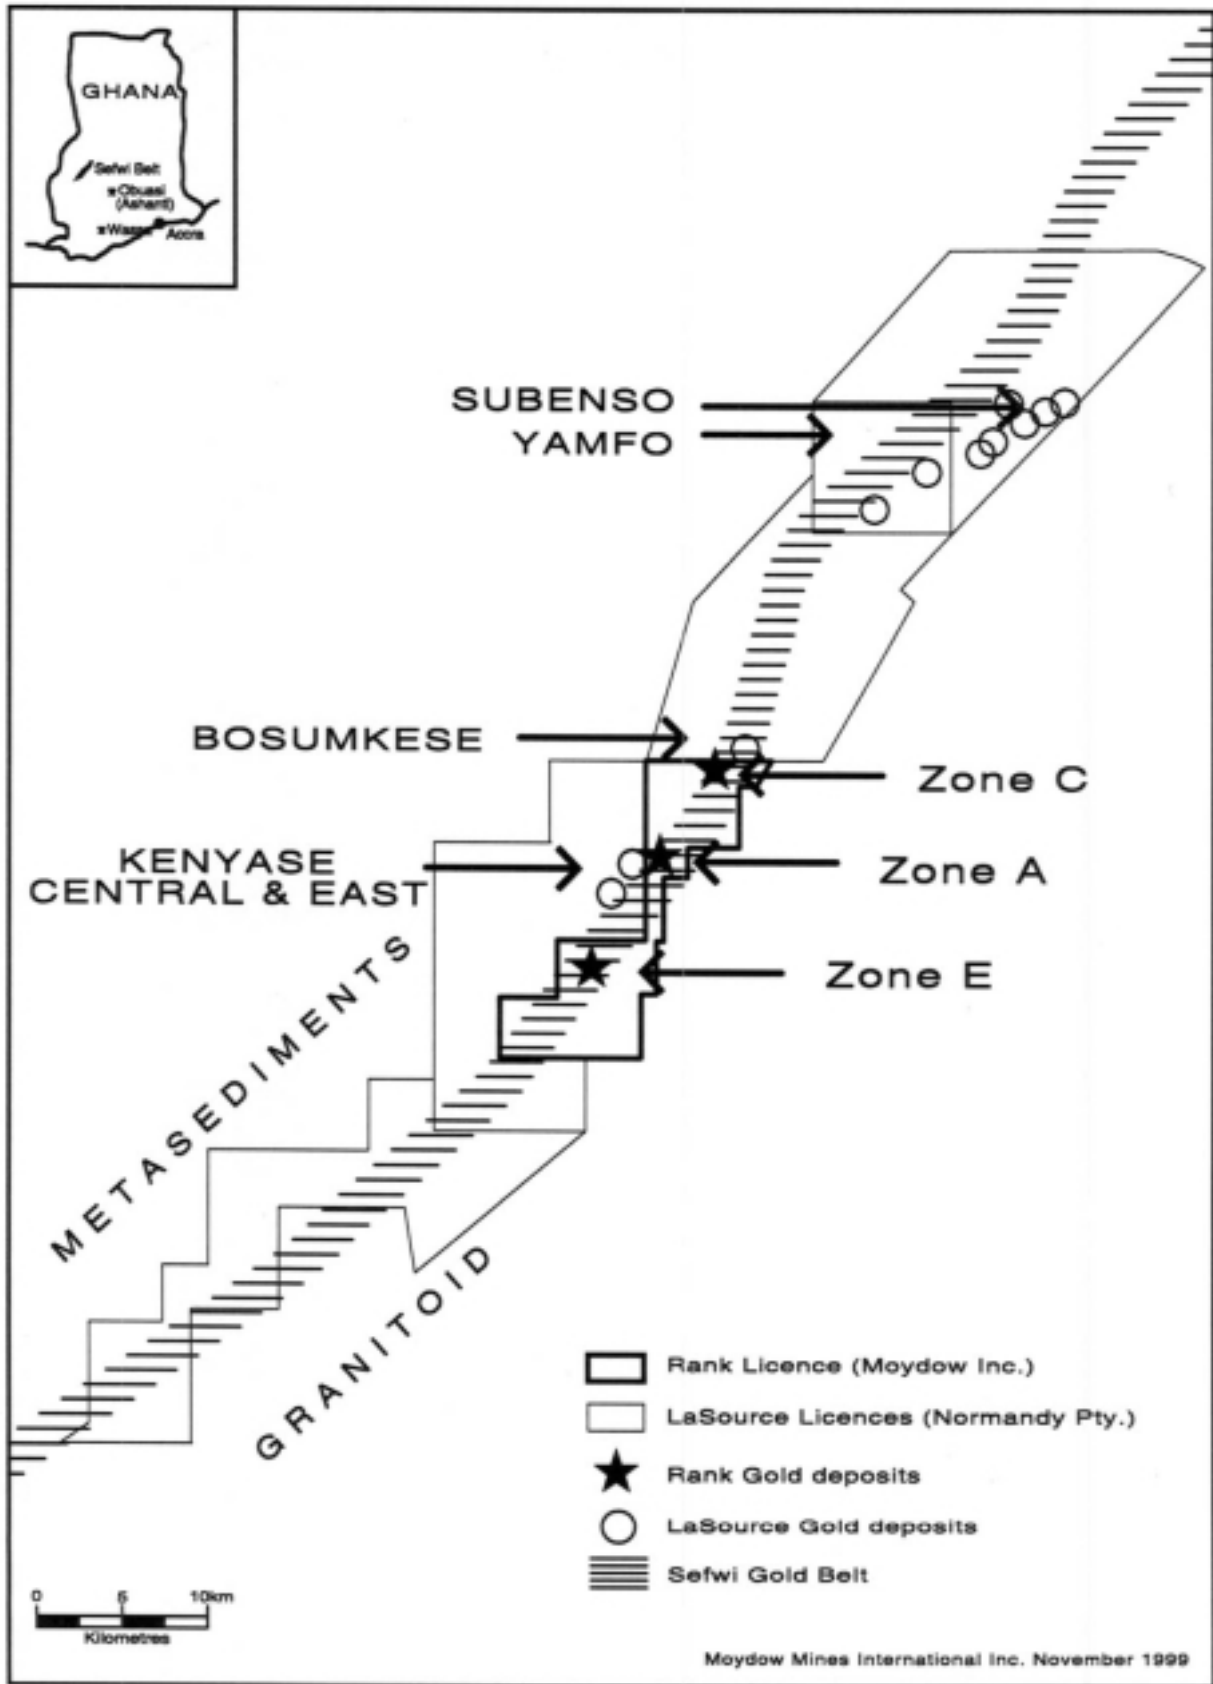 GHANA
Sefwi Belt
Obuasi
(Ashanti)
Accra
SUBENSO
YAMFO
BOSUMKESE
Zone C
KENYASE
CENTRAL & EAST
Zone A
Zone E
METASEDIMENTS
GRANITOID
Rank Licence (Moydow Inc.)
LaSource Licences (Normandy Pty.)
Rank Gold deposits
LaSource Gold deposits
Sefwi Gold Belt
0 5 10km
Kilometres
Moydow Mines International Inc. November 1999